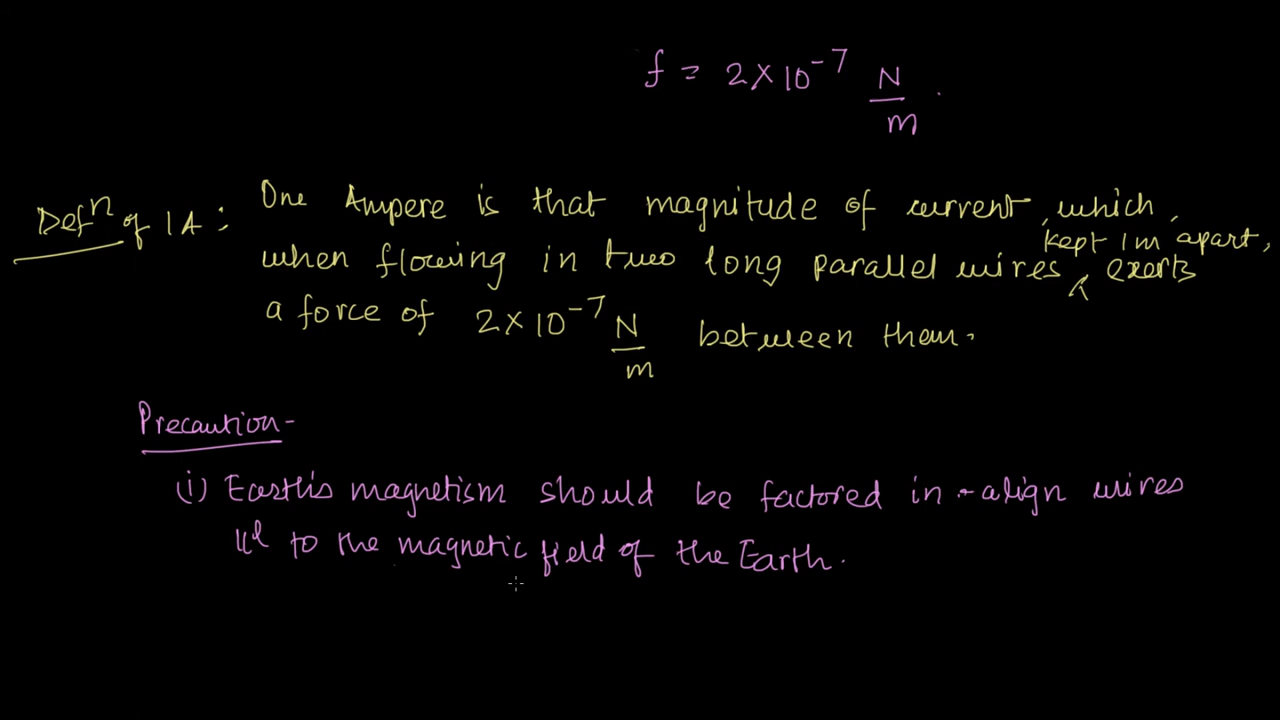 f = 2×10⁻⁷ N/m.
Defⁿ of 1A : One Ampere is that magnitude of current, which,
kept 1m apart,
when flowing in two long parallel wires ‸ exerts
a force of 2×10⁻⁷ N/m between them.
Precaution-
(i) Earth's magnetism should be factored in - align wires
||ˡ to the magnetic field of the Earth.